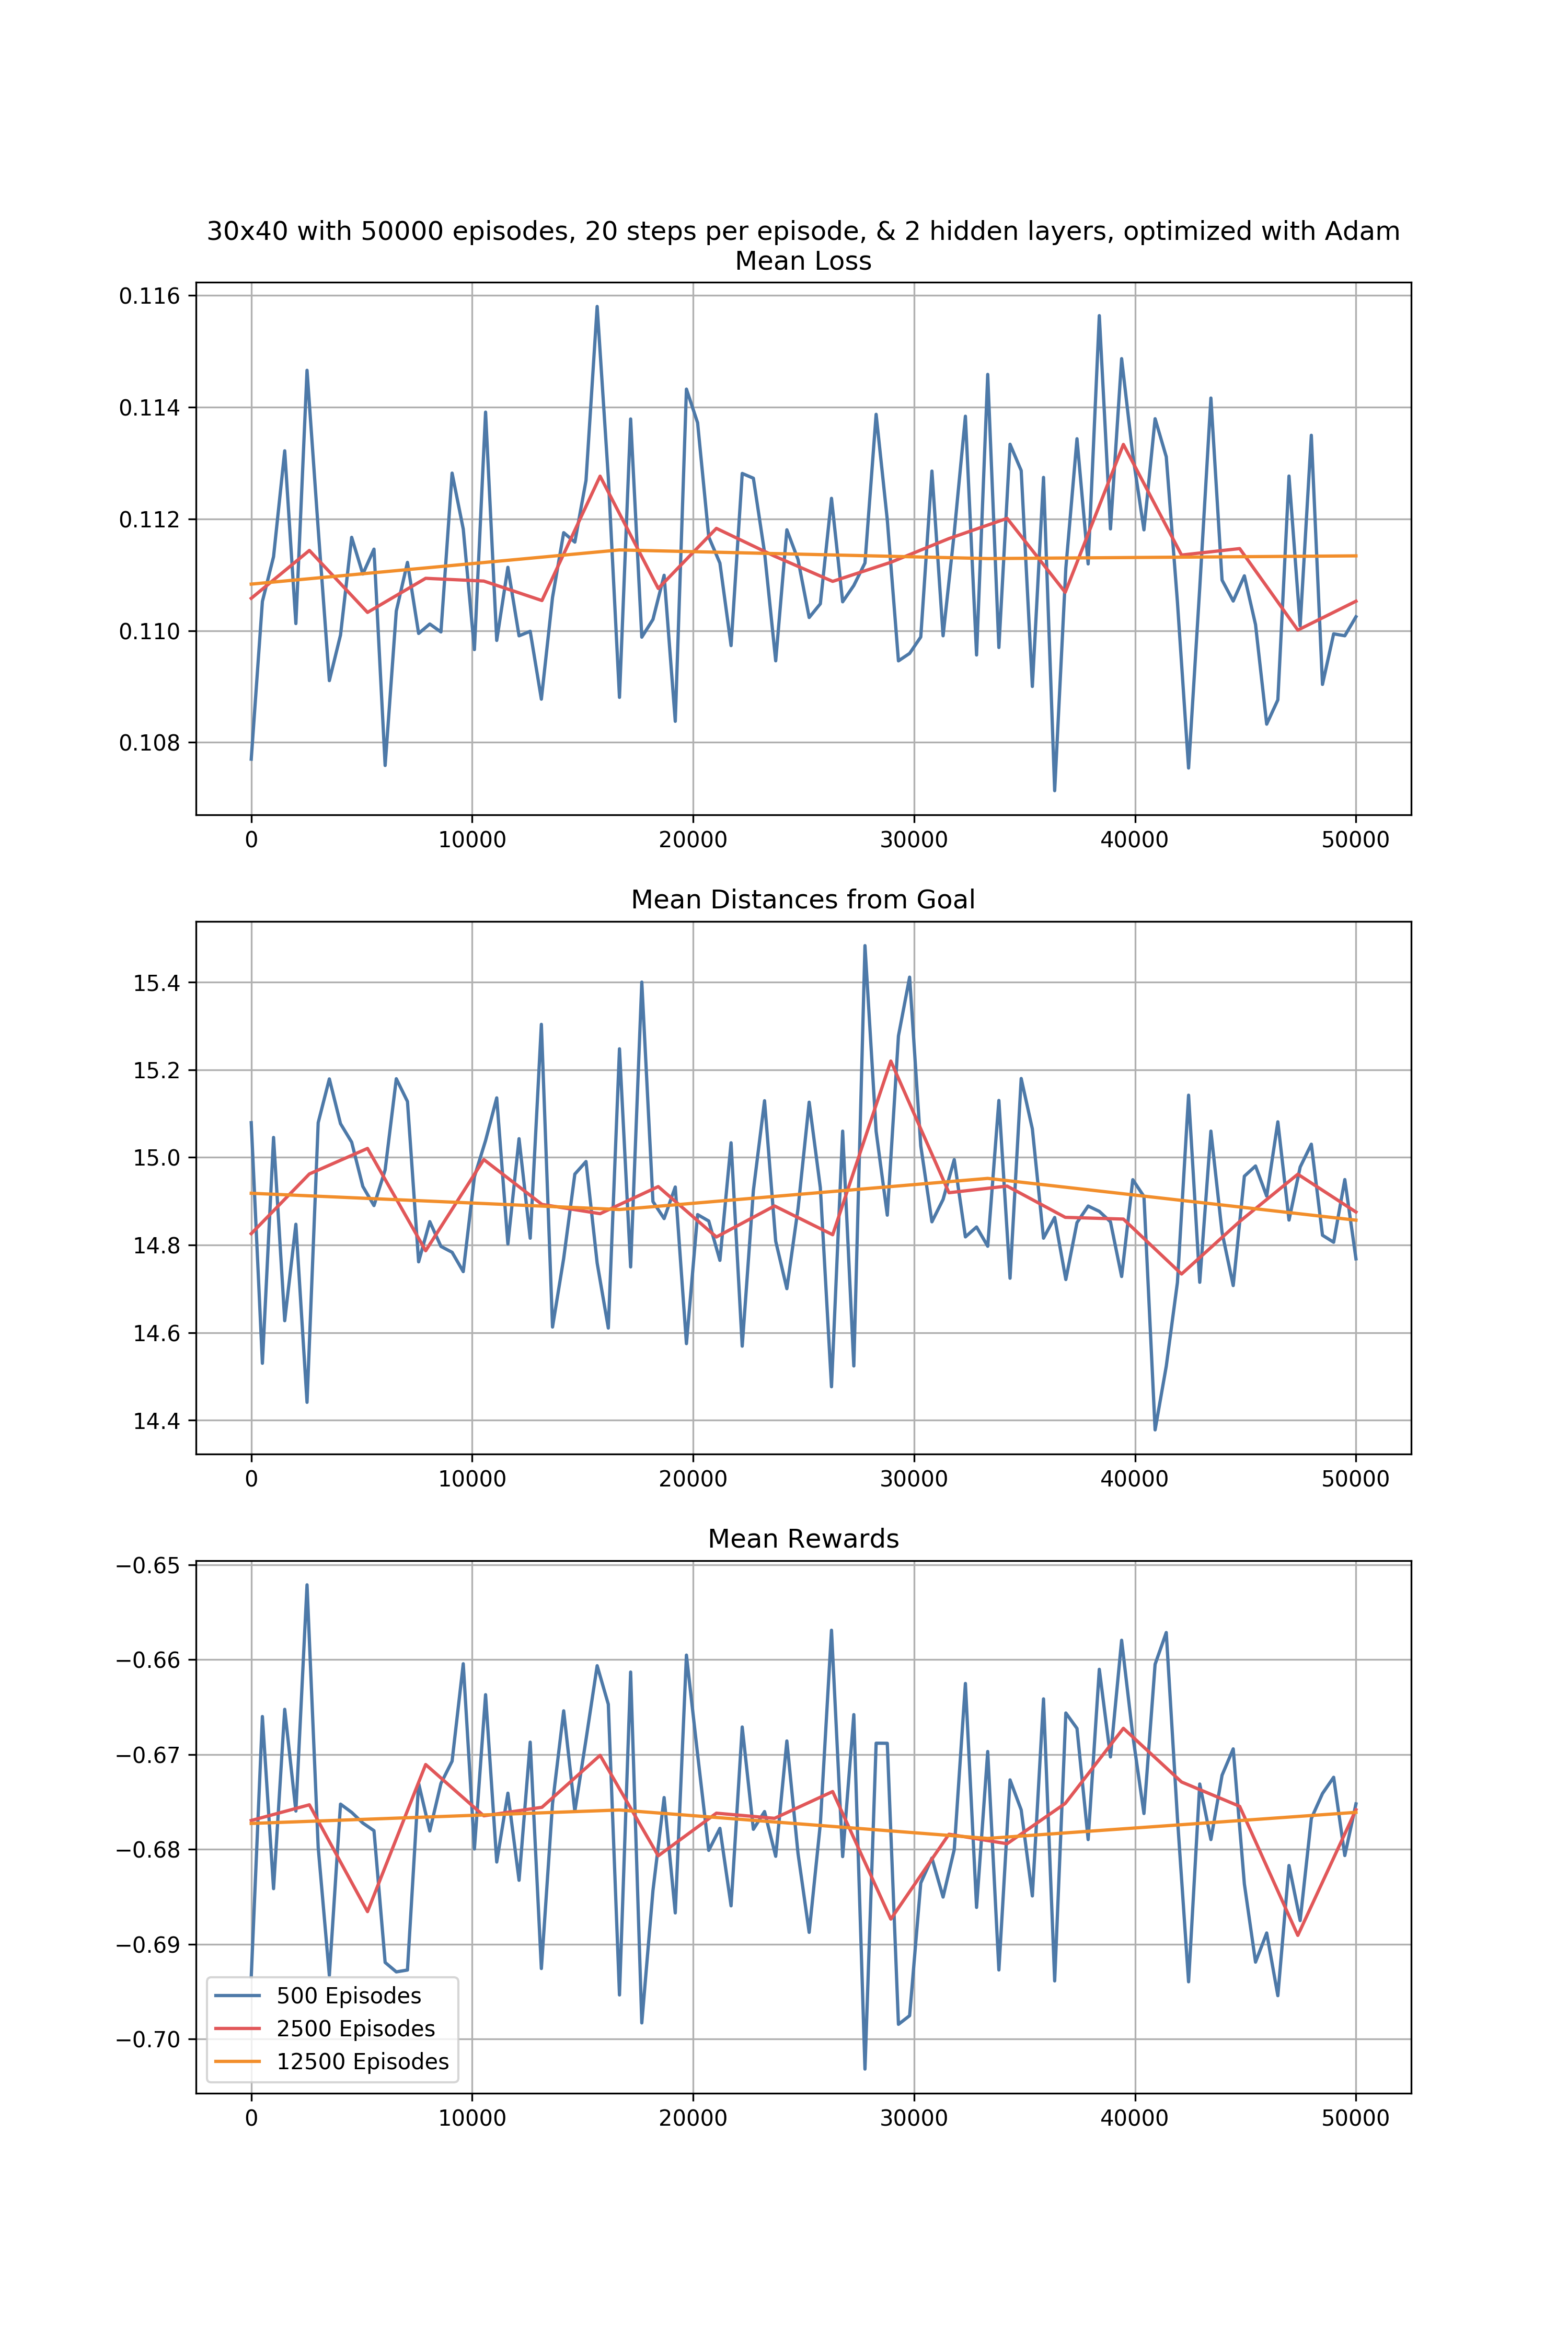 30x40 with 50000 episodes, 20 steps per episode, & 2 hidden layers, optimized with Adam
Mean Loss
0.116
0.114
0.112
0.110
0.108
0 10000 20000 30000 40000 50000
Mean Distances from Goal
15.4
15.2
15.0
14.8
14.6
14.4
0 10000 20000 30000 40000 50000
Mean Rewards
−0.65
−0.66
−0.67
−0.68
−0.69
−0.70
500 Episodes
2500 Episodes
12500 Episodes
0 10000 20000 30000 40000 50000